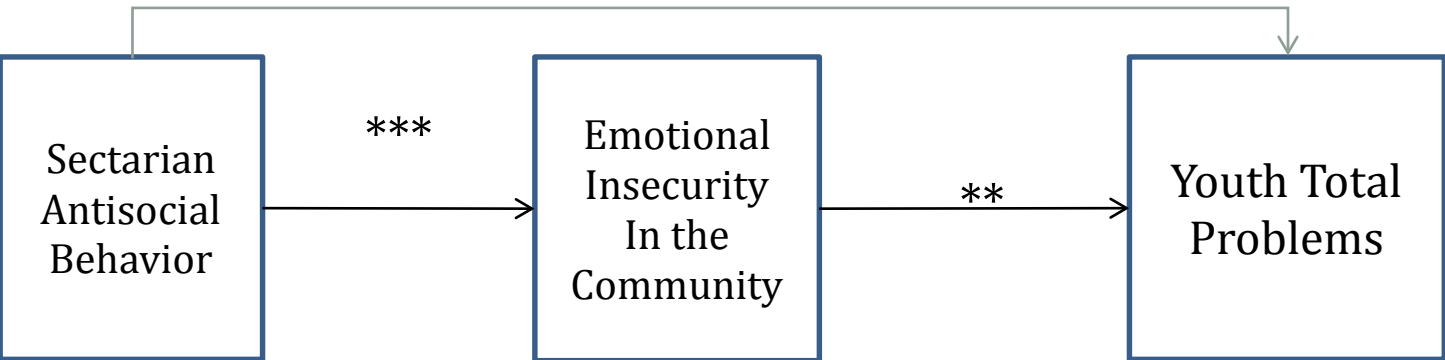 Sectarian
Antisocial
Behavior
***
Emotional
Insecurity
In the
Community
**
Youth Total
Problems